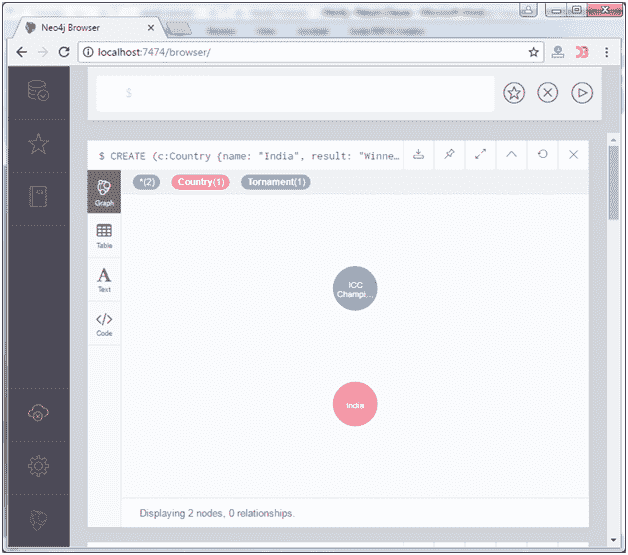 Neo4j Browser
localhost:7474/browser/
$
$ CREATE (c:Country {name: "India", result: "Winne…
*(2) Country(1) Tornament(1)
Graph
Table
Text
Code
ICC
Champi...
India
Displaying 2 nodes, 0 relationships.